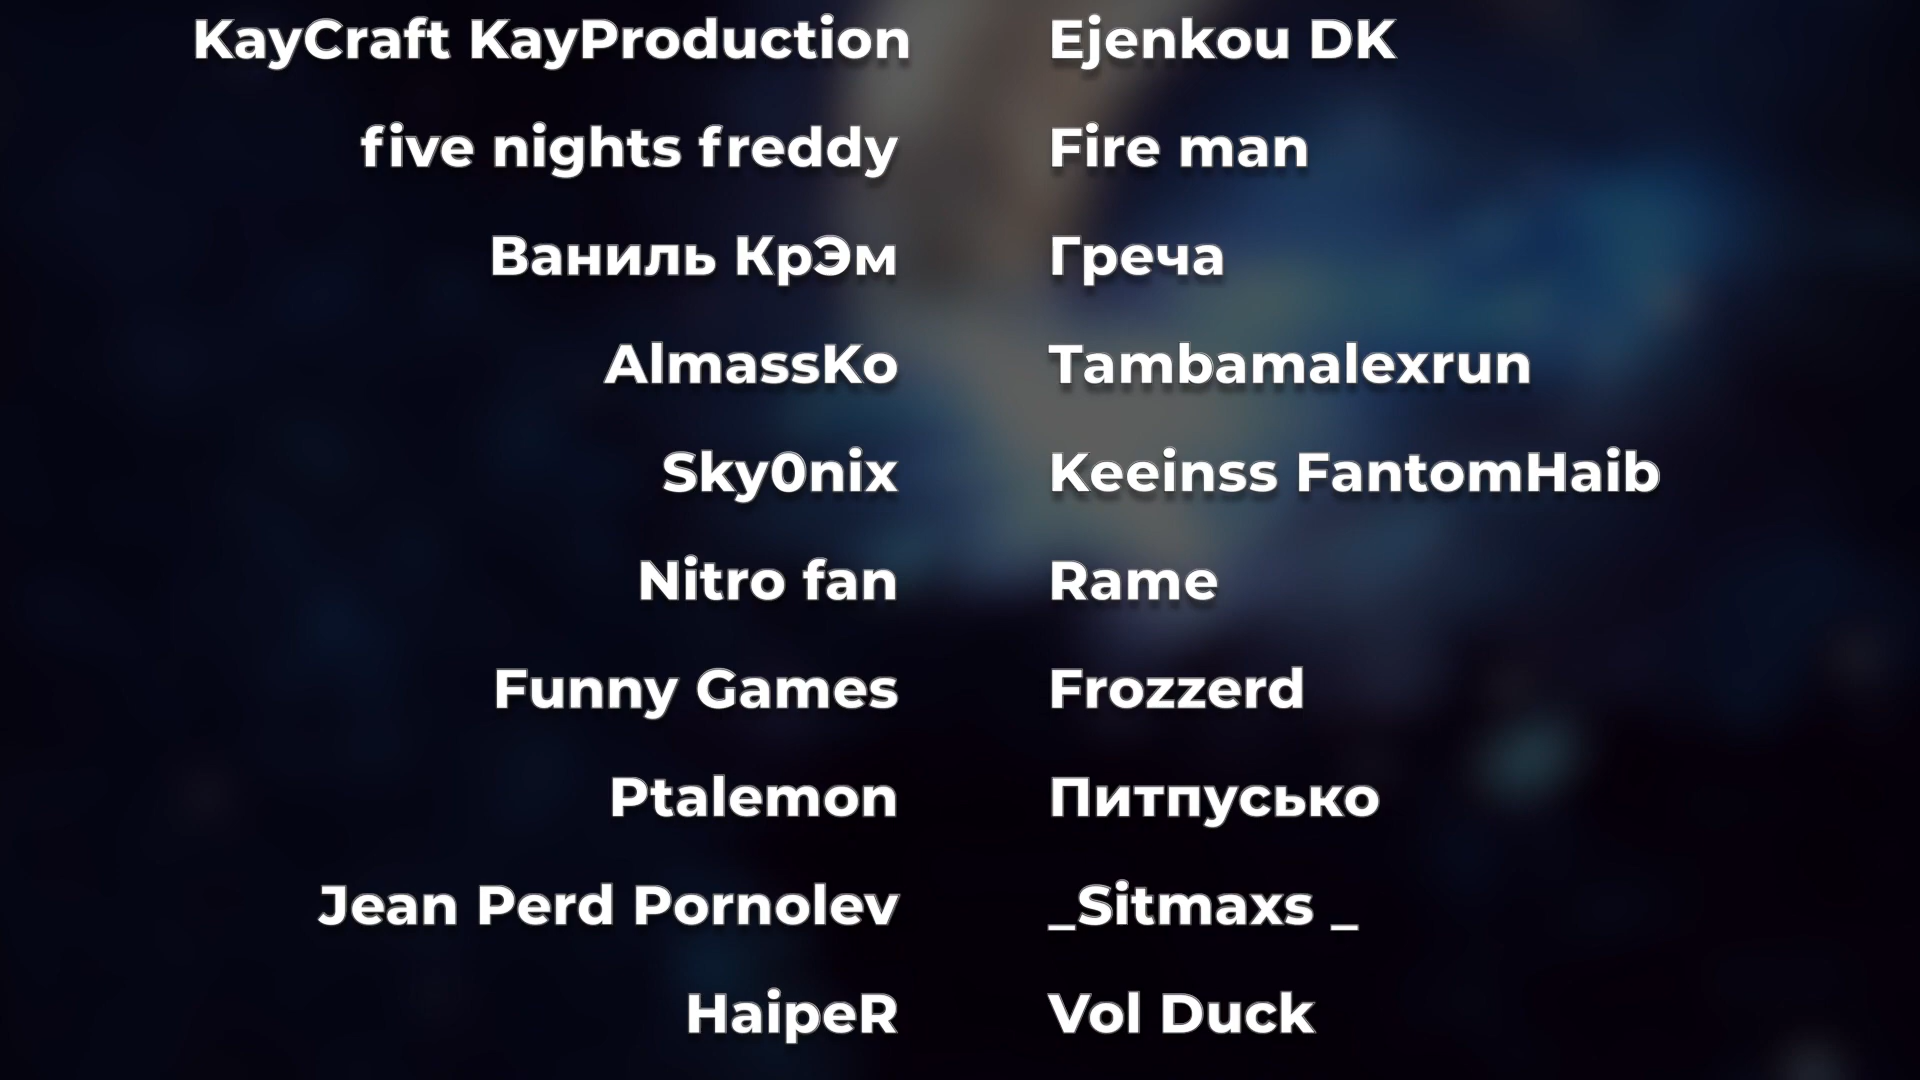 KayCraft KayProduction Ejenkou DK
five nights freddy Fire man
Ваниль КрЭм Греча
AlmassKo Tambamalexrun
Sky0nix Keeinss FantomHaib
Nitro fan Rame
Funny Games Frozzerd
Ptalemon Питпусько
Jean Perd Pornolev _Sitmaxs _
HaipeR Vol Duck